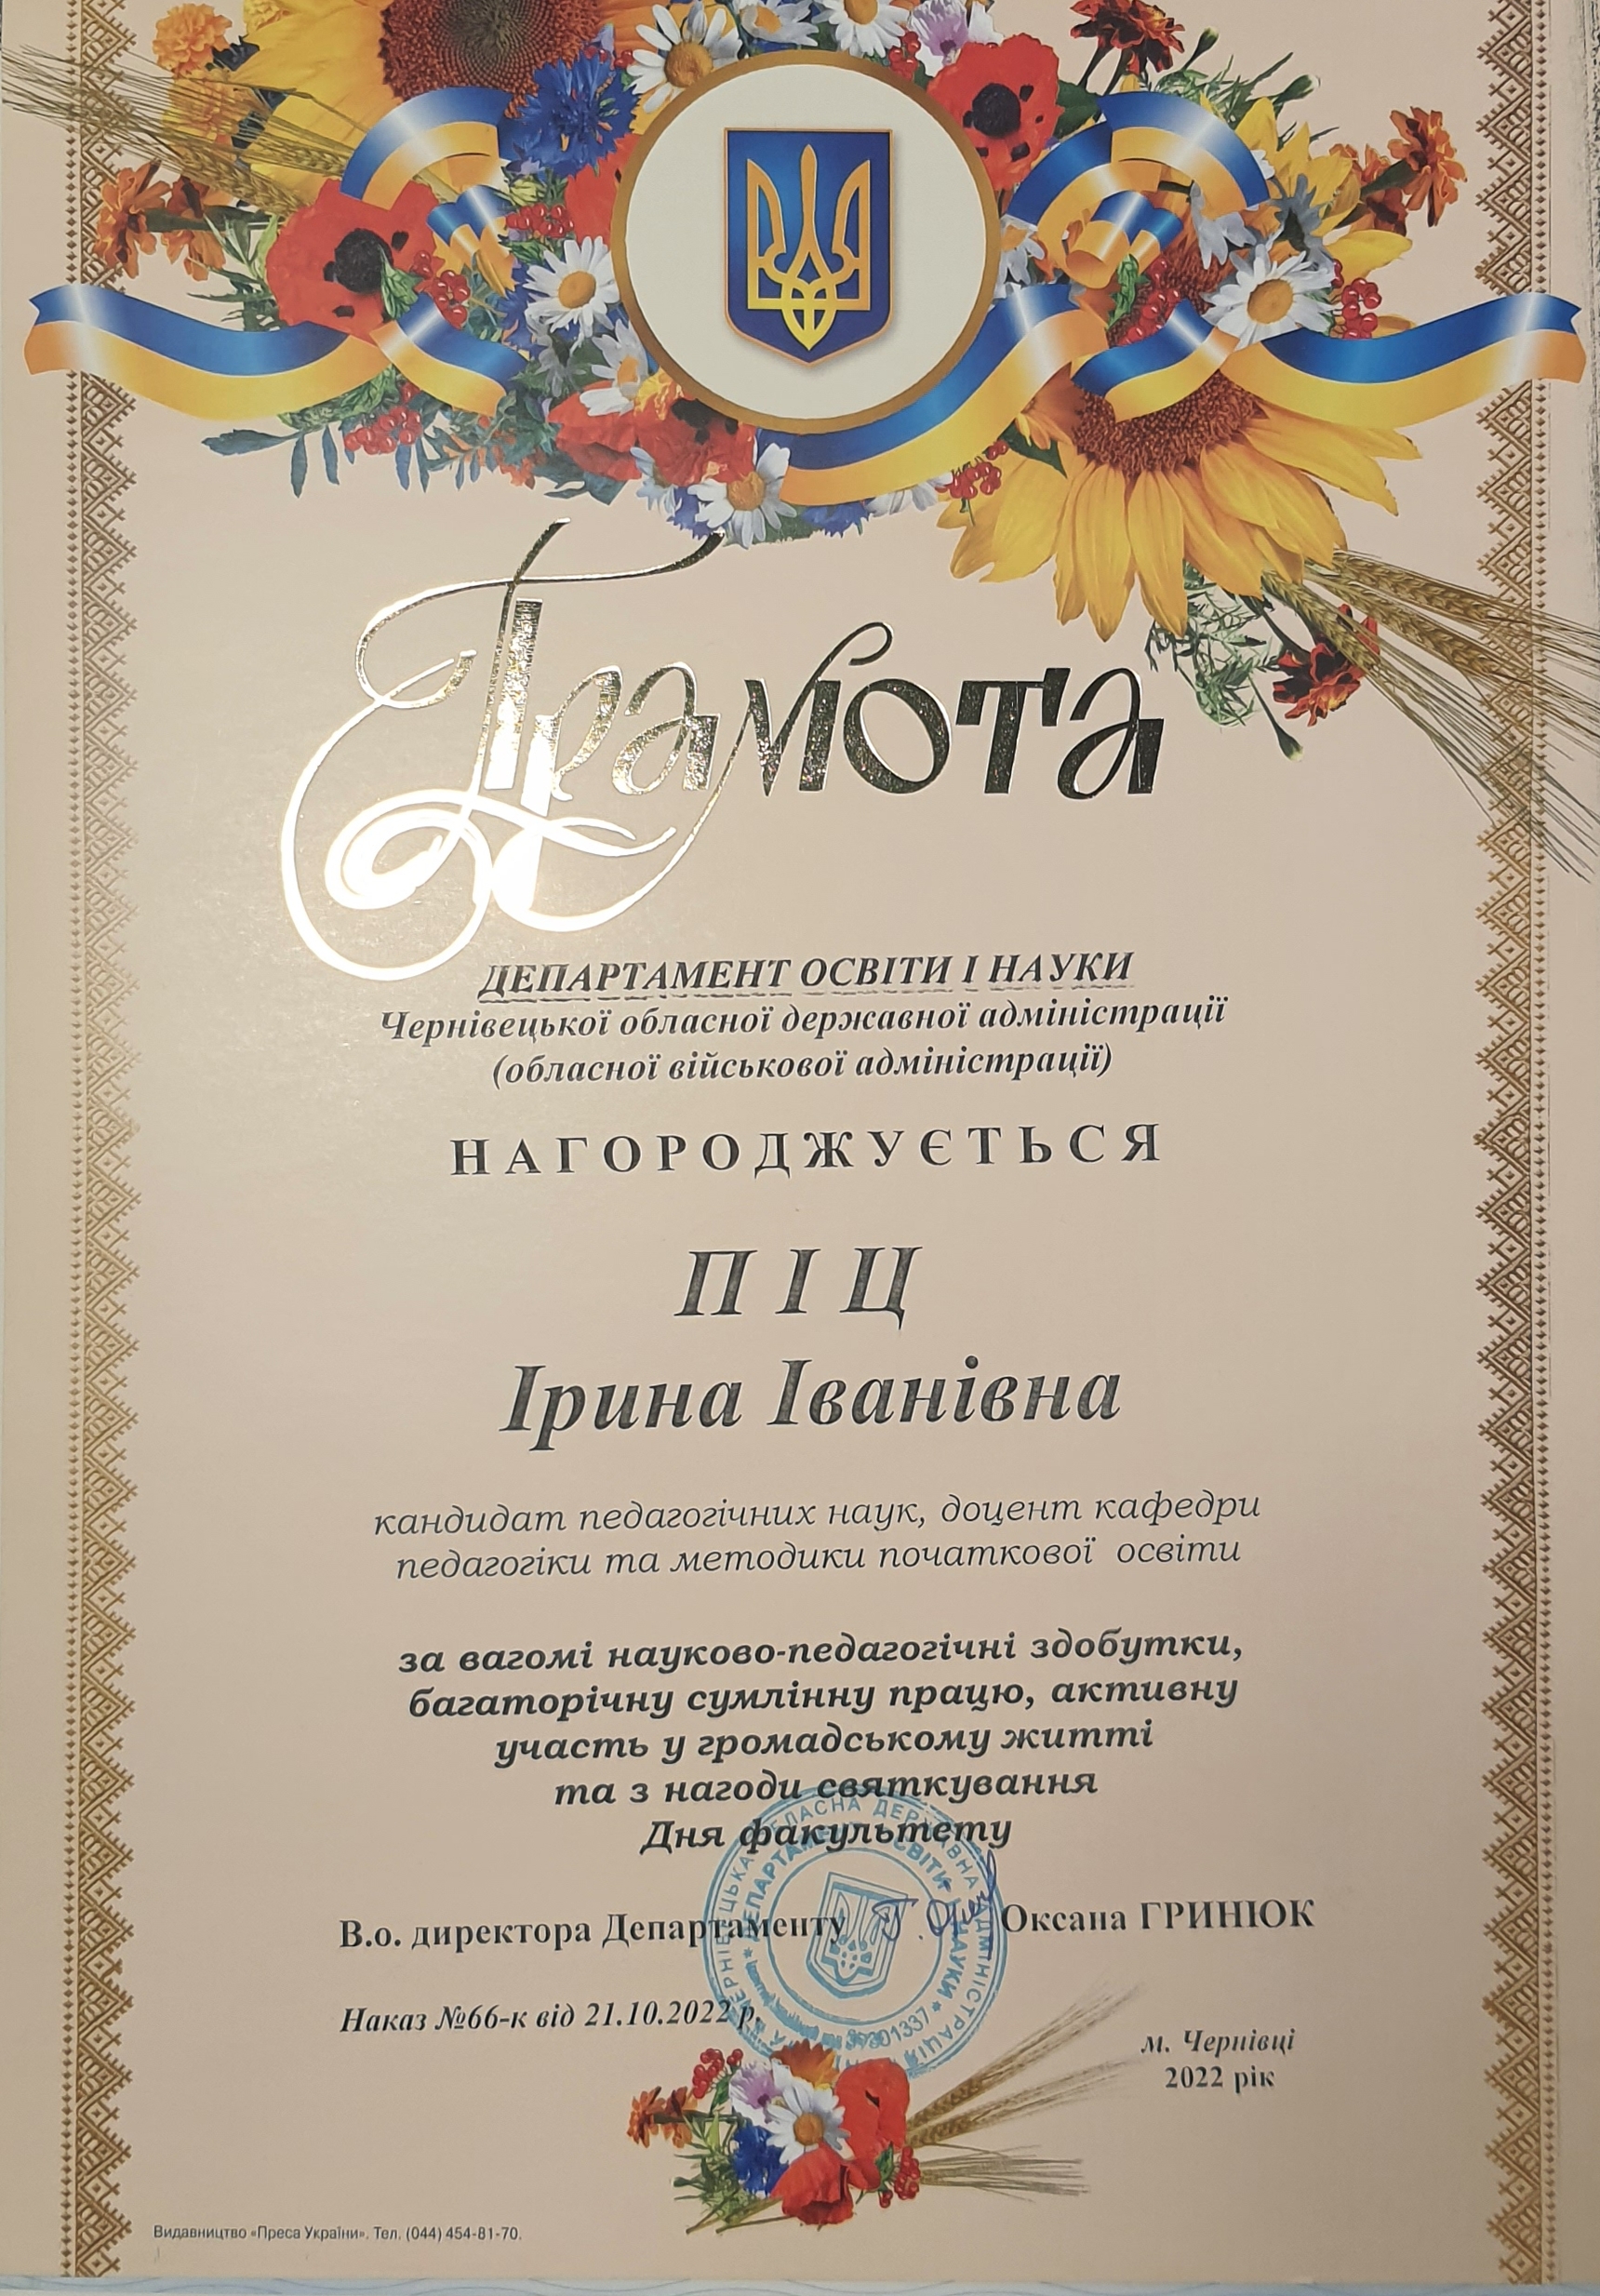 Грамота
ДЕПАРТАМЕНТ ОСВІТИ І НАУКИ
Чернівецької обласної державної адміністрації
(обласної військової адміністрації)
НАГОРОДЖУЄТЬСЯ
ПІЦ
Ірина Іванівна
кандидат педагогічних наук, доцент кафедри
педагогіки та методики початкової освіти
за вагомі науково-педагогічні здобутки,
багаторічну сумлінну працю, активну
участь у громадському житті
та з нагоди святкування
Дня факультету
В.о. директора Департаменту Оксана ГРИНЮК
Наказ №66-к від 21.10.2022 р.
м. Чернівці
2022 рік
Видавництво «Преса України». Тел. (044) 454-81-70.